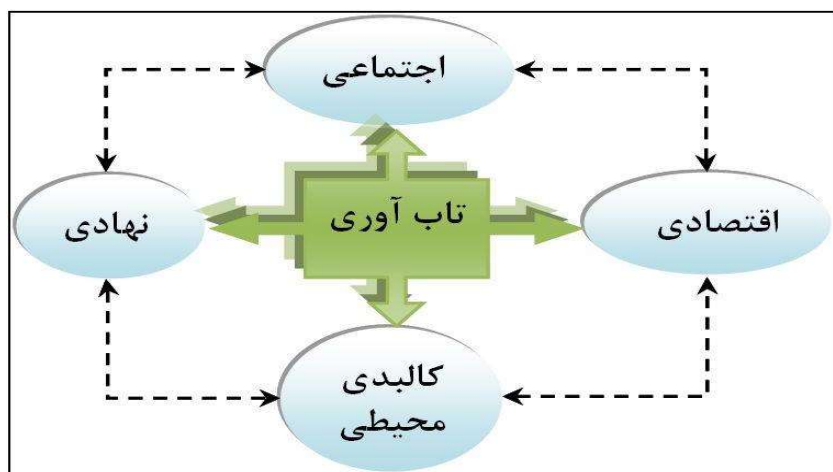 اجتماعی
اقتصادی
تاب آوری
نهادی
کالبدی
محیطی